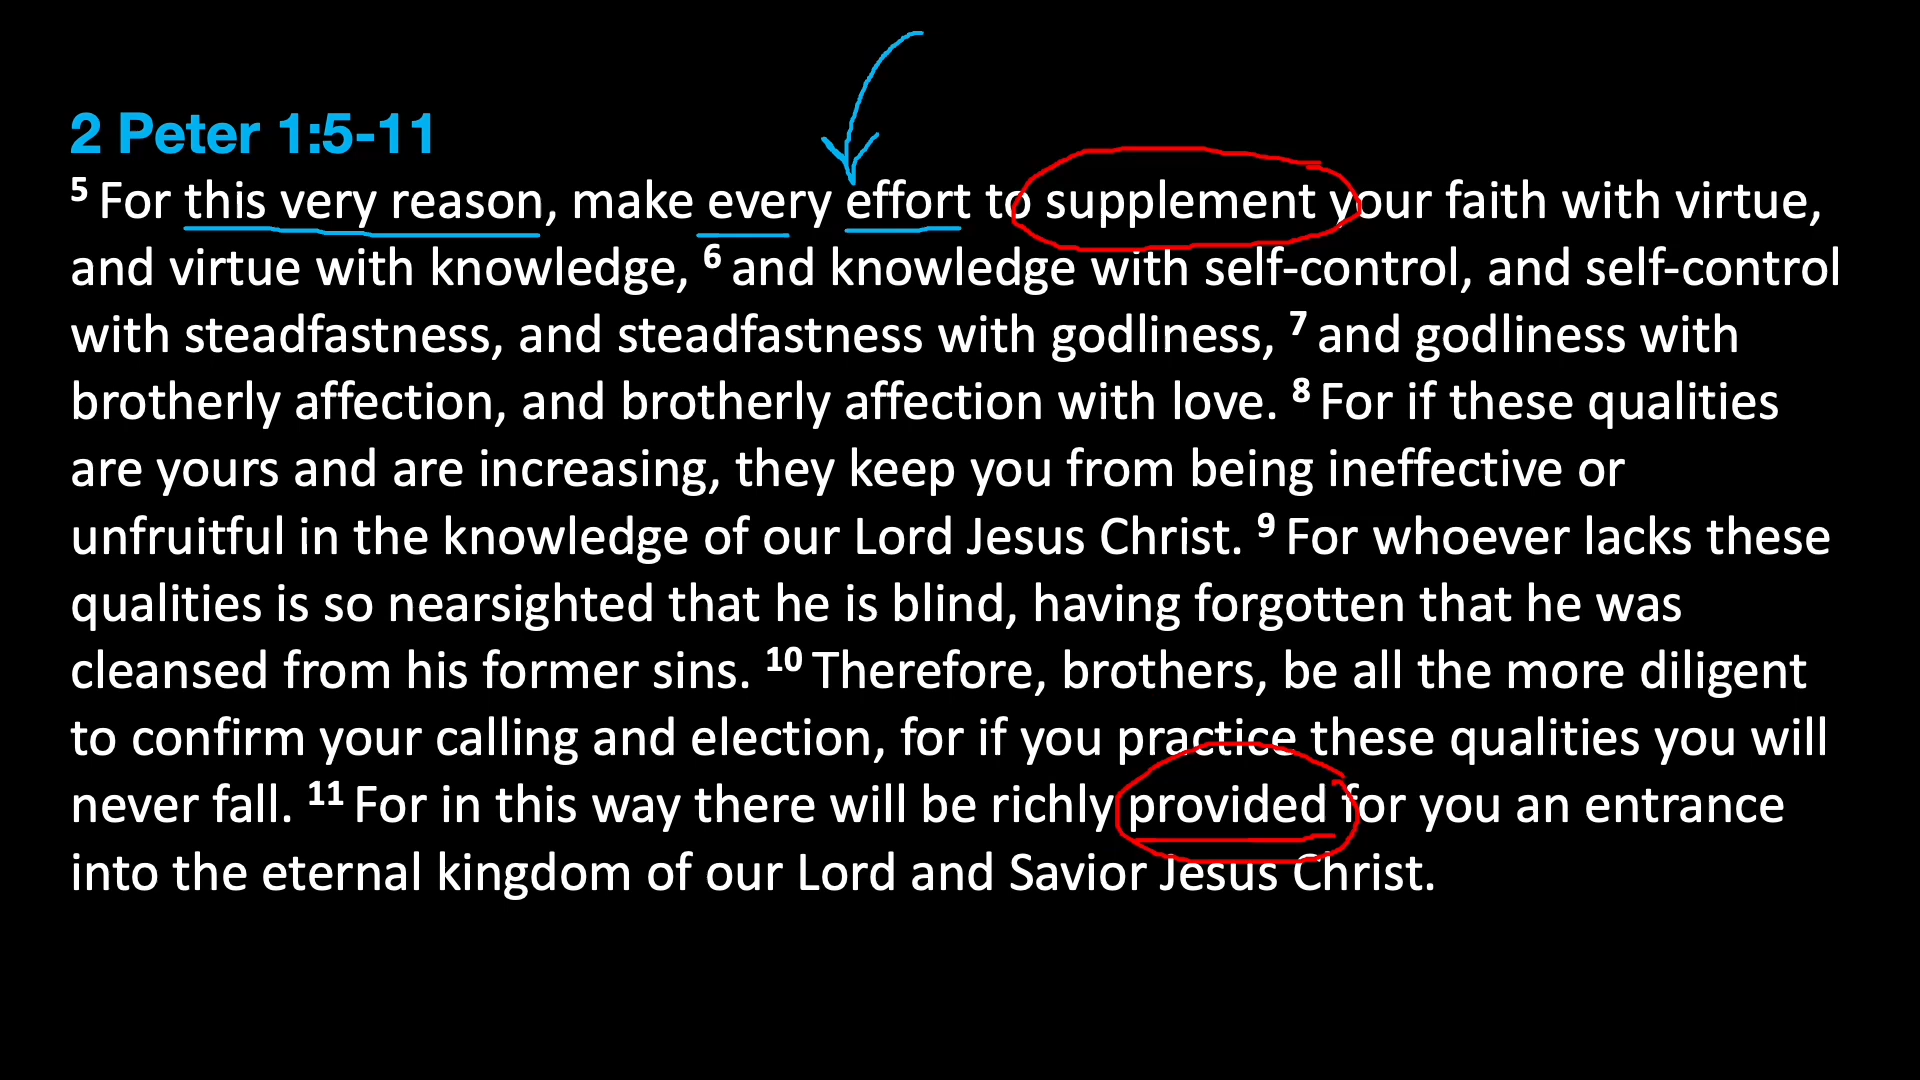 2 Peter 1:5-11
5 For this very reason, make every effort to supplement your faith with virtue,
and virtue with knowledge, 6 and knowledge with self-control, and self-control
with steadfastness, and steadfastness with godliness, 7 and godliness with
brotherly affection, and brotherly affection with love. 8 For if these qualities
are yours and are increasing, they keep you from being ineffective or
unfruitful in the knowledge of our Lord Jesus Christ. 9 For whoever lacks these
qualities is so nearsighted that he is blind, having forgotten that he was
cleansed from his former sins. 10 Therefore, brothers, be all the more diligent
to confirm your calling and election, for if you practice these qualities you will
never fall. 11 For in this way there will be richly provided for you an entrance
into the eternal kingdom of our Lord and Savior Jesus Christ.